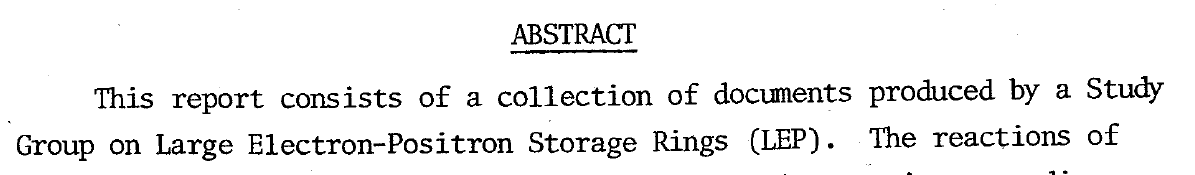 ABSTRACT
This report consists of a collection of documents produced by a Study
Group on Large Electron-Positron Storage Rings (LEP). The reactions of